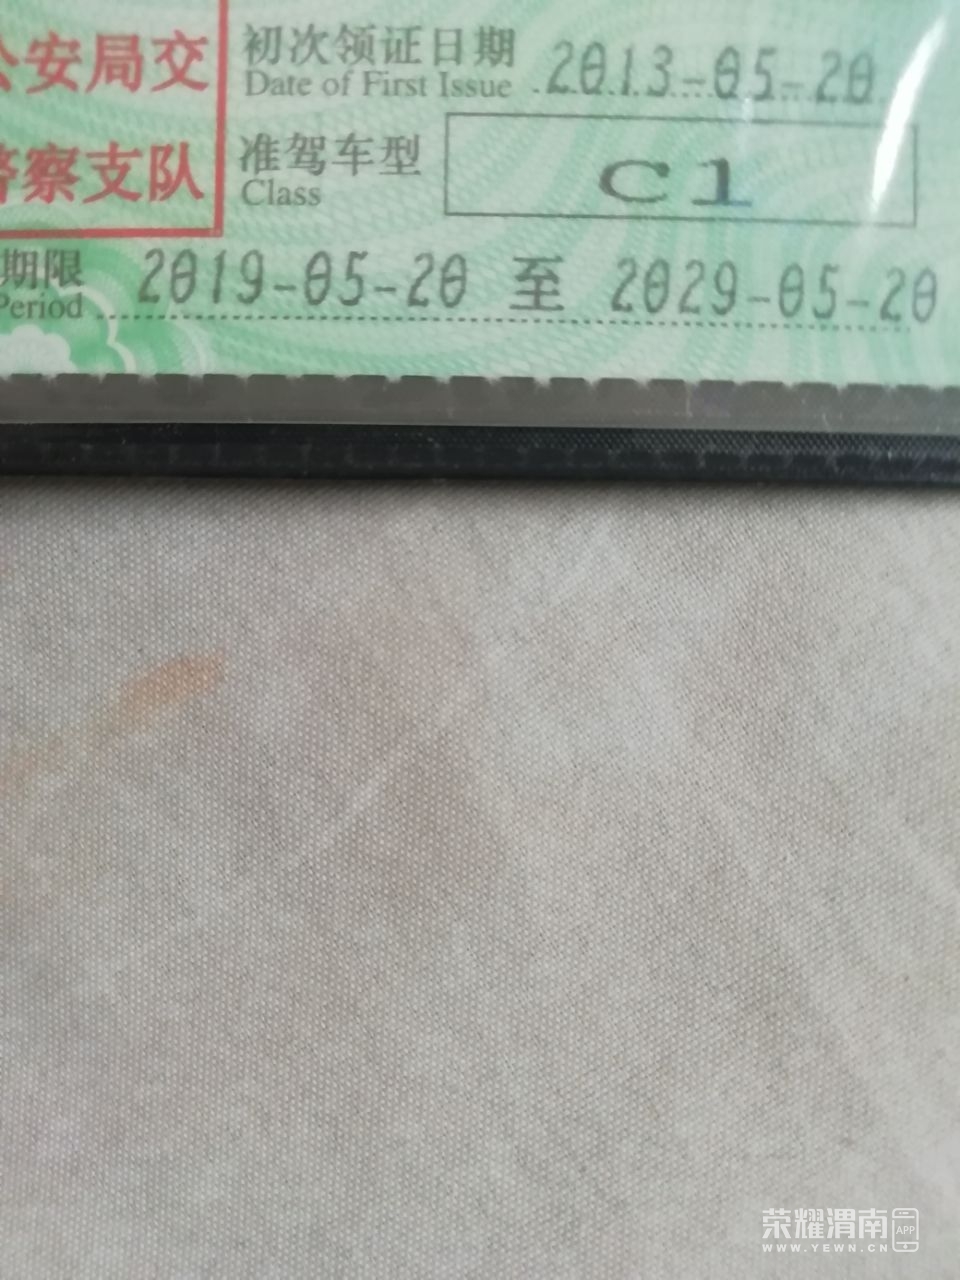 公安局交
警察支队
初次领证日期
Date of First Issue
2013-05-20
准驾车型
Class
C1
期限
Period
2019-05-20 至 2029-05-20
荣耀渭南
APP
WWW.YEWN.CN